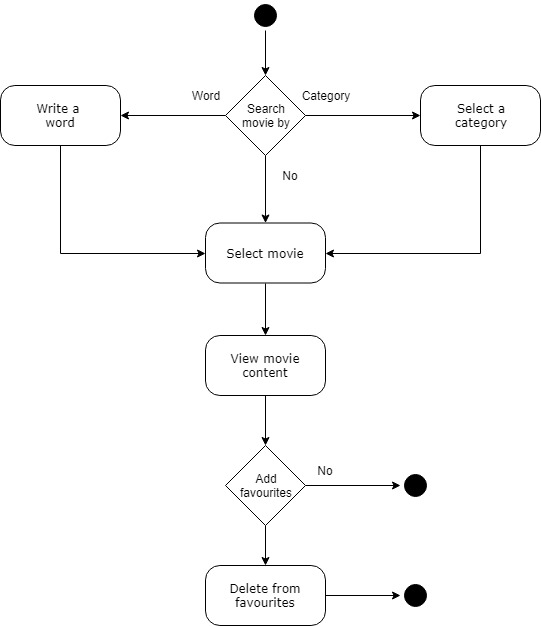 Word
Category
Write a
word
Search
movie by
Select a
category
No
Select movie
View movie
content
No
Add
favourites
Delete from
favourites